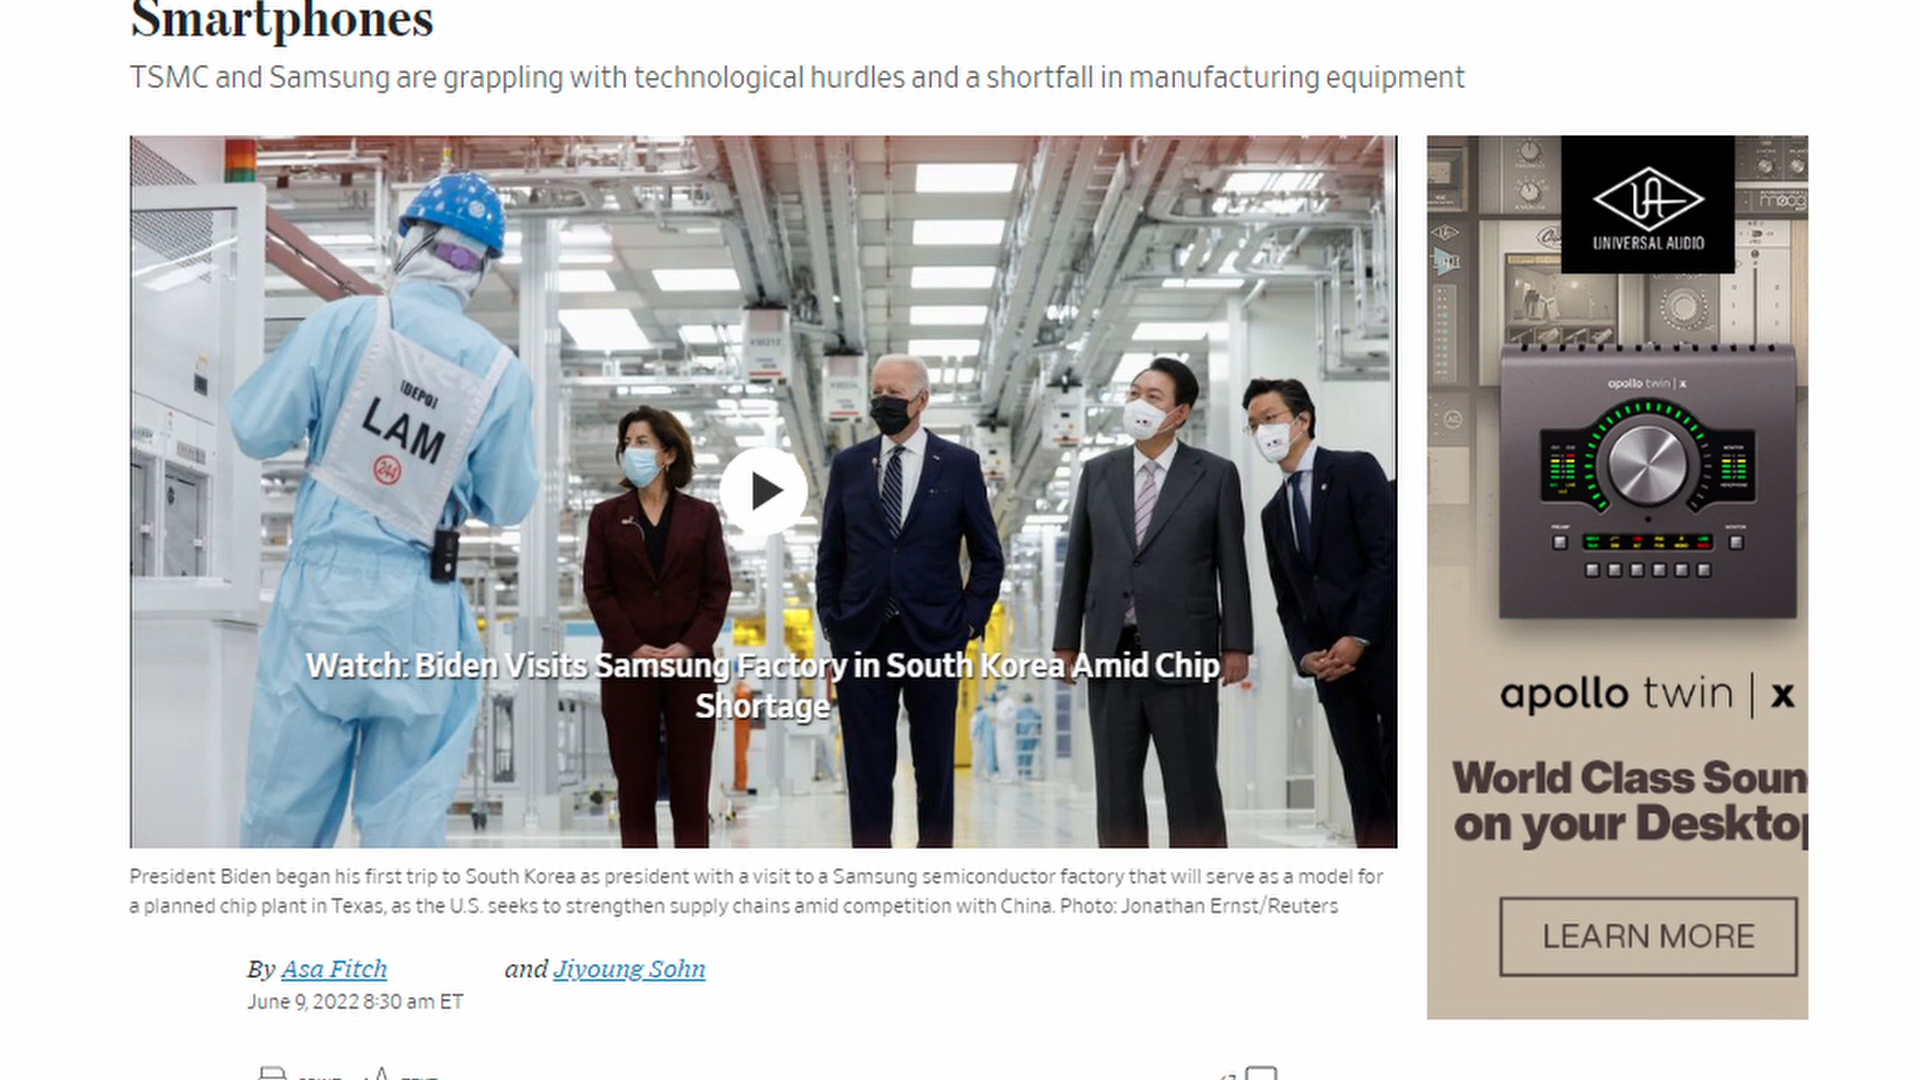 Smartphones
TSMC and Samsung are grappling with technological hurdles and a shortfall in manufacturing equipment
(DEPO)
LAM
244
Watch: Biden Visits Samsung Factory in South Korea Amid Chip
Shortage
President Biden began his first trip to South Korea as president with a visit to a Samsung semiconductor factory that will serve as a model for
a planned chip plant in Texas, as the U.S. seeks to strengthen supply chains amid competition with China. Photo: Jonathan Ernst/Reuters
By Asa Fitch and Jiyoung Sohn
June 9, 2022 8:30 am ET
UA
UNIVERSAL AUDIO
moog
apollo twin | x
apollo twin | x
World Class Soun
on your Deskto
LEARN MORE